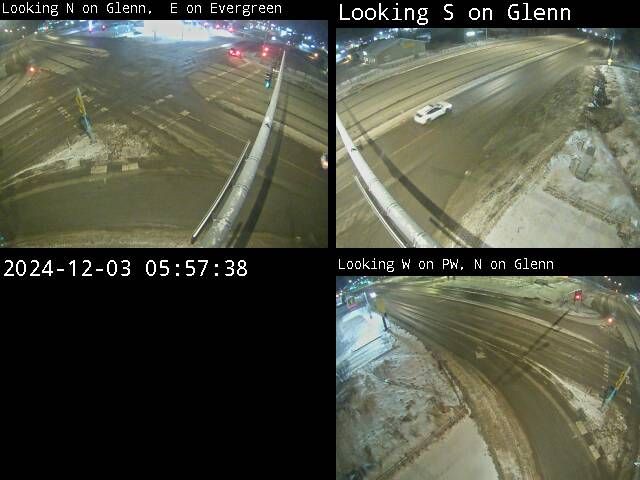 Looking N on Glenn, E on Evergreen
Looking S on Glenn
2024-12-03 05:57:38
Looking W on PW, N on Glenn